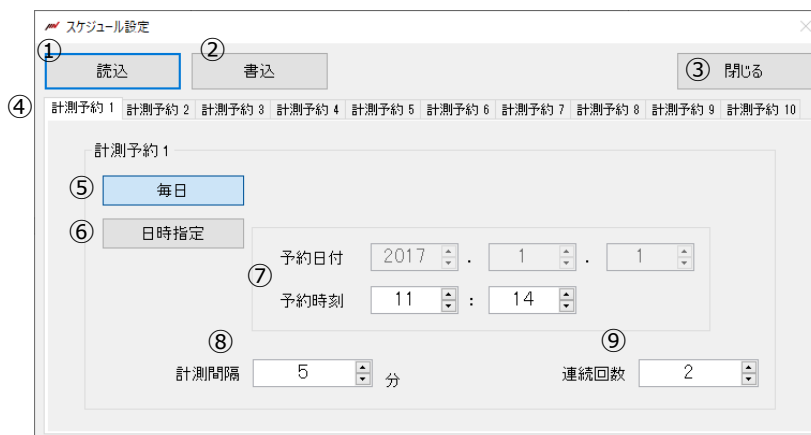 スケジュール設定
① 読込 ② 書込 ③ 閉じる
④ 計測予約 1 計測予約 2 計測予約 3 計測予約 4 計測予約 5 計測予約 6 計測予約 7 計測予約 8 計測予約 9 計測予約 10
計測予約 1
⑤ 毎日
⑥ 日時指定
予約日付 2017 . 1 . 1
⑦
予約時刻 11 : 14
⑧ ⑨
計測間隔 5 分 連続回数 2